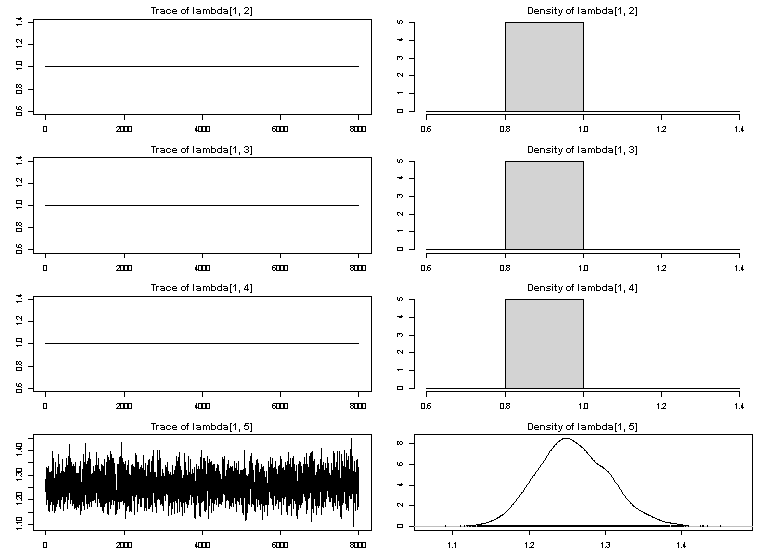 Trace of lambda[1, 2]
Density of lambda[1, 2]
0.6 0.8 1.0 1.2 1.4
0 1 2 3 4 5
0 2000 4000 6000 8000
0.6 0.8 1.0 1.2 1.4
Trace of lambda[1, 3]
Density of lambda[1, 3]
0.6 0.8 1.0 1.2 1.4
0 1 2 3 4 5
0 2000 4000 6000 8000
0.6 0.8 1.0 1.2 1.4
Trace of lambda[1, 4]
Density of lambda[1, 4]
0.6 0.8 1.0 1.2 1.4
0 1 2 3 4 5
0 2000 4000 6000 8000
0.6 0.8 1.0 1.2 1.4
Trace of lambda[1, 5]
Density of lambda[1, 5]
1.10 1.20 1.30 1.40
0 2 4 6 8
0 2000 4000 6000 8000
1.1 1.2 1.3 1.4